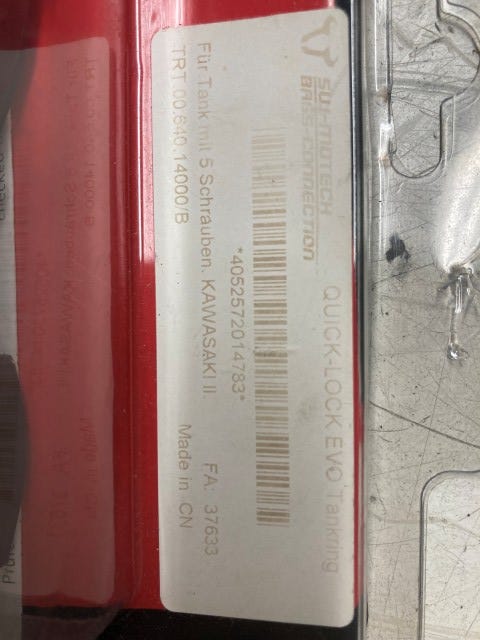 SW-MOTECH
BAGS-CONNECTION
QUICK-LOCK EVO Tankring
*4052572014783*
Für Tank mit 5 Schrauben. KAWASAKI II.
FA: 37633
TRT.00.640.14000/B
Made in CN